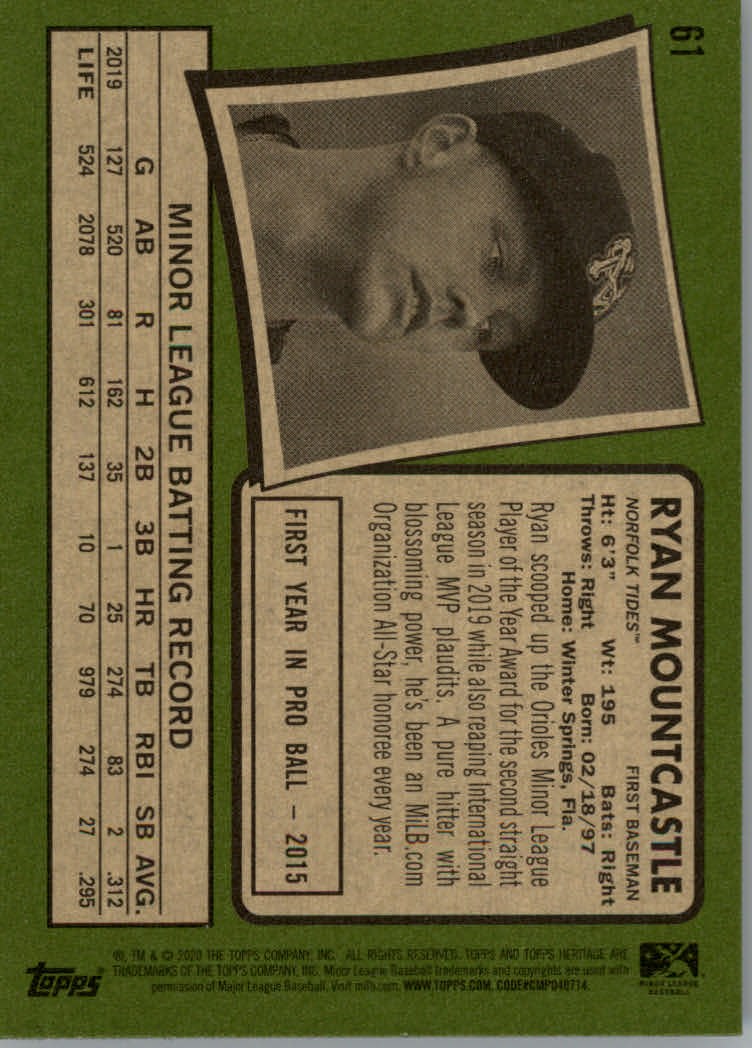 61
RYAN MOUNTCASTLE
NORFOLK TIDES™ FIRST BASEMAN
Ht: 6'3" Wt: 195 Bats: Right
Throws: Right Born: 02/18/97
Home: Winter Springs, Fla.
Ryan scooped up the Orioles Minor League
Player of the Year Award for the second straight
season in 2019 while also reaping International
League MVP plaudits. A pure hitter with
blossoming power, he's been an MiLB.com
Organization All-Star honoree every year.
FIRST YEAR IN PRO BALL – 2015
MINOR LEAGUE BATTING RECORD
G AB R H 2B 3B HR TB RBI SB AVG.
2019 127 520 81 162 35 1 25 274 83 2 .312
LIFE 524 2078 301 612 137 10 70 979 274 27 .295
MINOR LEAGUE
BASEBALL
®, TM & © 2020 THE TOPPS COMPANY, INC. ALL RIGHTS RESERVED. TOPPS AND TOPPS HERITAGE ARE
TRADEMARKS OF THE TOPPS COMPANY, INC. Minor League Baseball trademarks and copyrights are used with
permission of Major League Baseball. Visit milb.com. WWW.TOPPS.COM. CODE#CMP040714.
topps